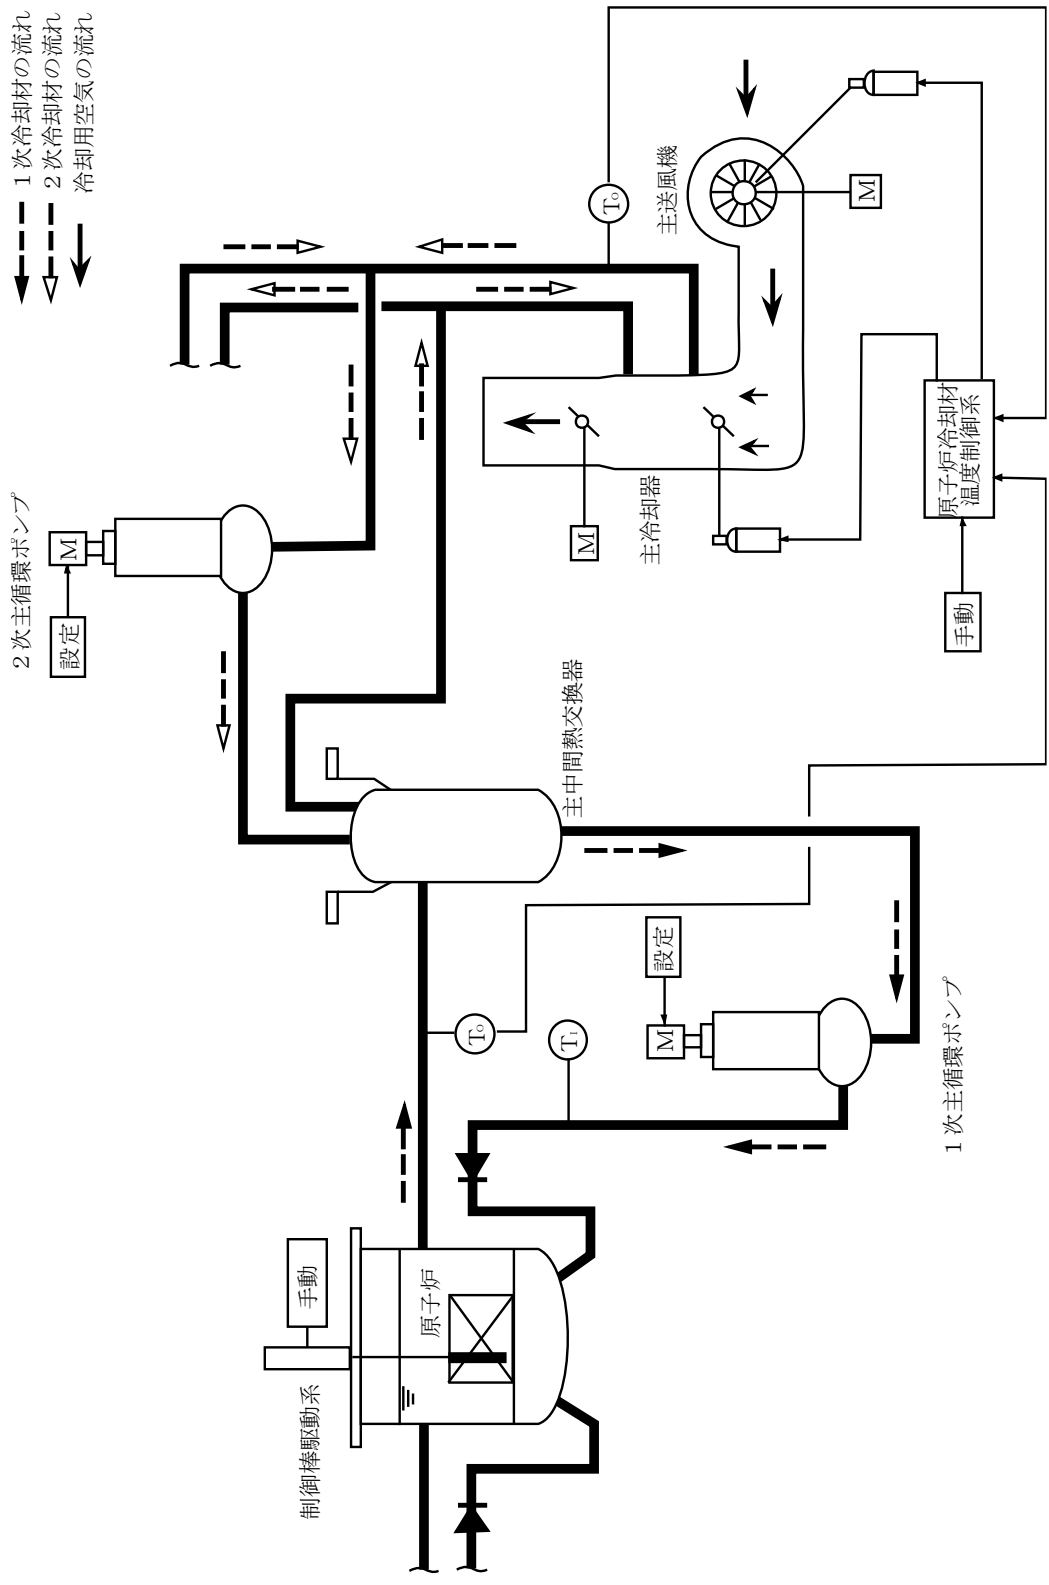 1次冷却材の流れ
2次冷却材の流れ
冷却用空気の流れ
制御棒駆動系
手動
原子炉
To
TI
設定
M
1次主循環ポンプ
主中間熱交換器
2次主循環ポンプ
設定
M
M
主冷却器
主送風機
To
M
原子炉冷却材
温度制御系
手動